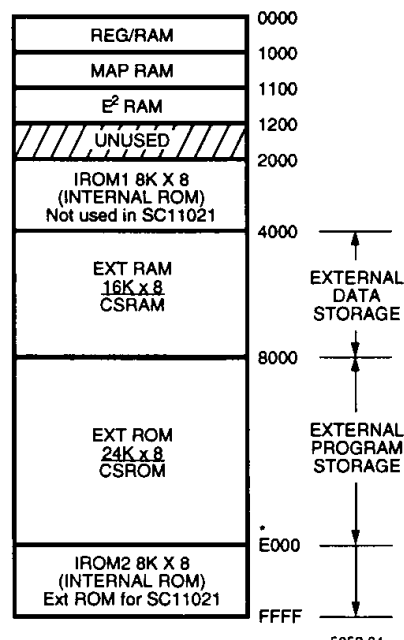 0000
REG/RAM
1000
MAP RAM
1100
E² RAM
1200
UNUSED
2000
IROM1 8K X 8
(INTERNAL ROM)
Not used in SC11021
4000
EXT RAM
16K x 8
CSRAM
EXTERNAL
DATA
STORAGE
8000
EXT ROM
24K x 8
CSROM
EXTERNAL
PROGRAM
STORAGE
*
E000
IROM2 8K X 8
(INTERNAL ROM)
Ext ROM for SC11021
FFFF